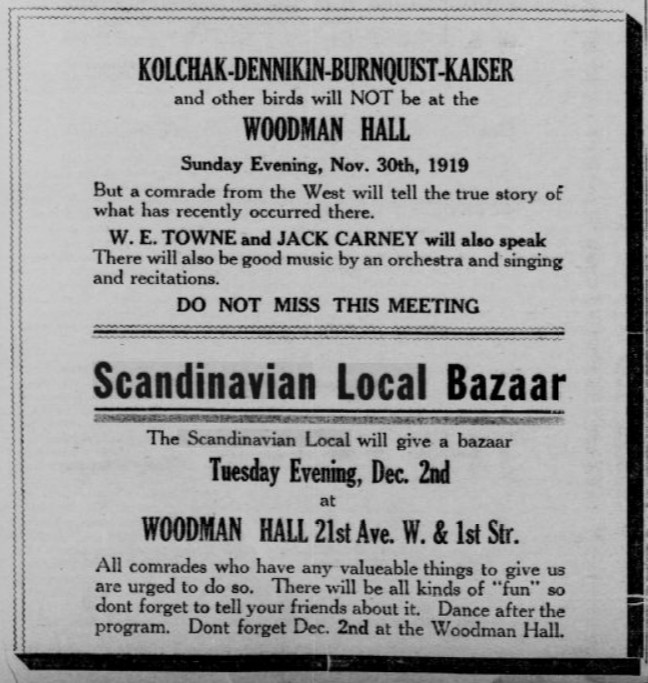 KOLCHAK-DENNIKIN-BURNQUIST-KAISER
and other birds will NOT be at the
WOODMAN HALL
Sunday Evening, Nov. 30th, 1919
But a comrade from the West will tell the true story of
what has recently occurred there.
W. E. TOWNE and JACK CARNEY will also speak
There will also be good music by an orchestra and singing
and recitations.
DO NOT MISS THIS MEETING
Scandinavian Local Bazaar
The Scandinavian Local will give a bazaar
Tuesday Evening, Dec. 2nd
at
WOODMAN HALL 21st Ave. W. & 1st Str.
All comrades who have any valueable things to give us
are urged to do so. There will be all kinds of "fun" so
dont forget to tell your friends about it. Dance after the
program. Dont forget Dec. 2nd at the Woodman Hall.